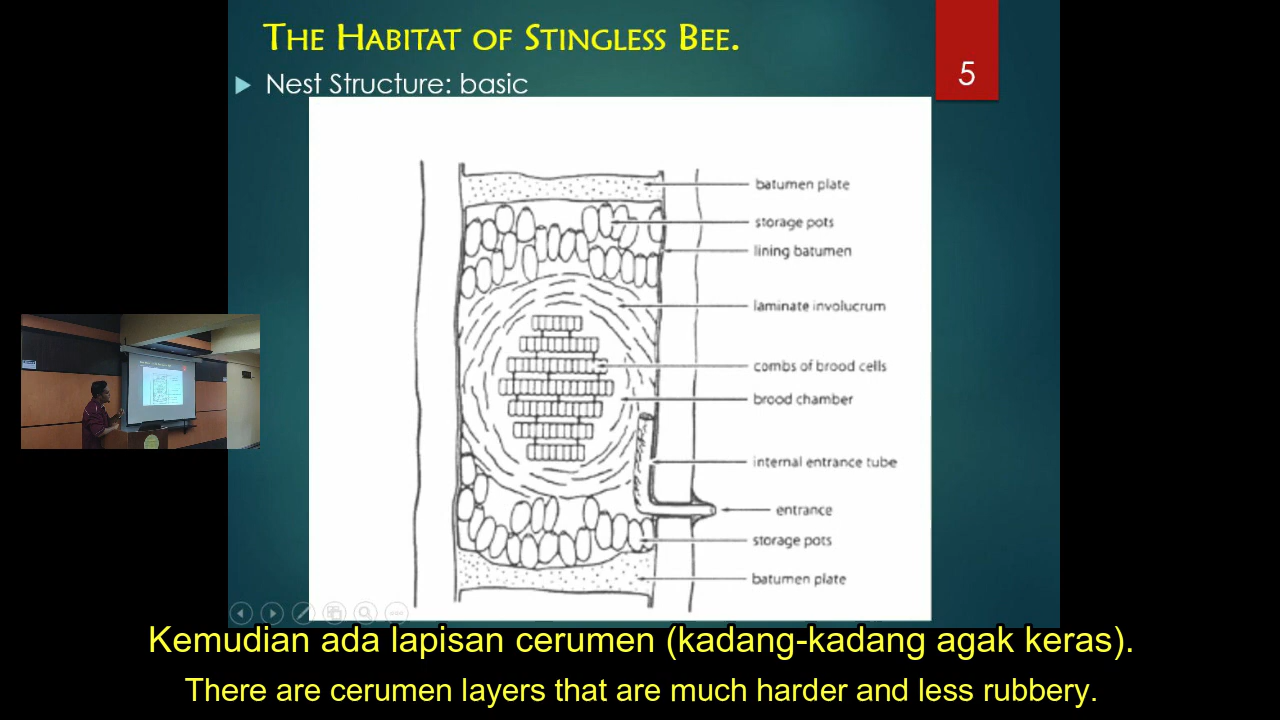 THE HABITAT OF STINGLESS BEE.
5
Nest Structure: basic
batumen plate
storage pots
lining batumen
laminate involucrum
combs of brood cells
brood chamber
internal entrance tube
entrance
storage pots
batumen plate
Kemudian ada lapisan cerumen (kadang-kadang agak keras).
There are cerumen layers that are much harder and less rubbery.